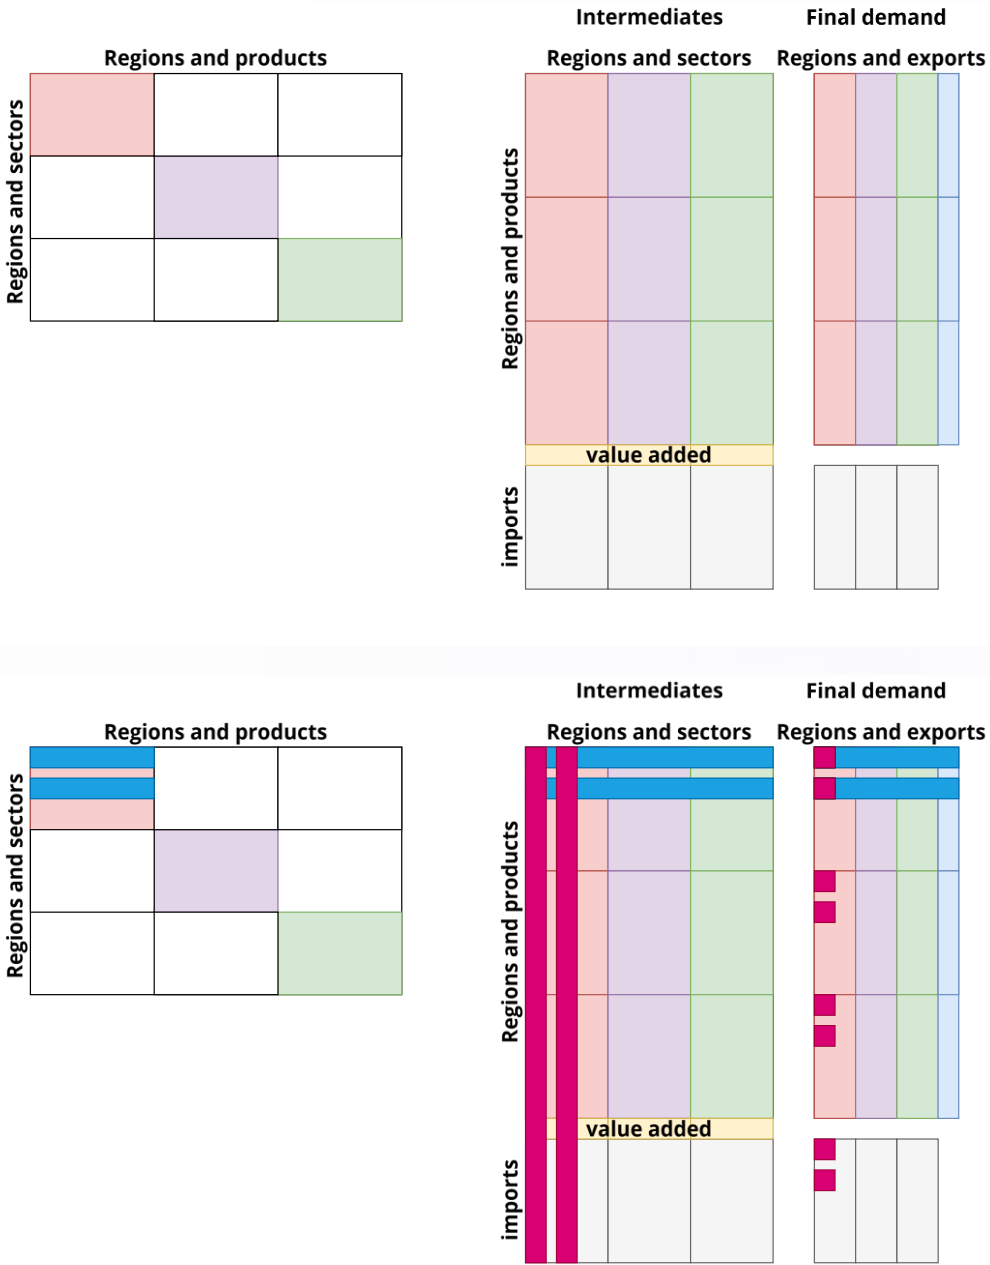 Intermediates
Final demand
Regions and products
Regions and sectors
Regions and exports
Regions and sectors
Regions and products
value added
imports
Intermediates
Final demand
Regions and products
Regions and sectors
Regions and exports
Regions and sectors
Regions and products
value added
imports